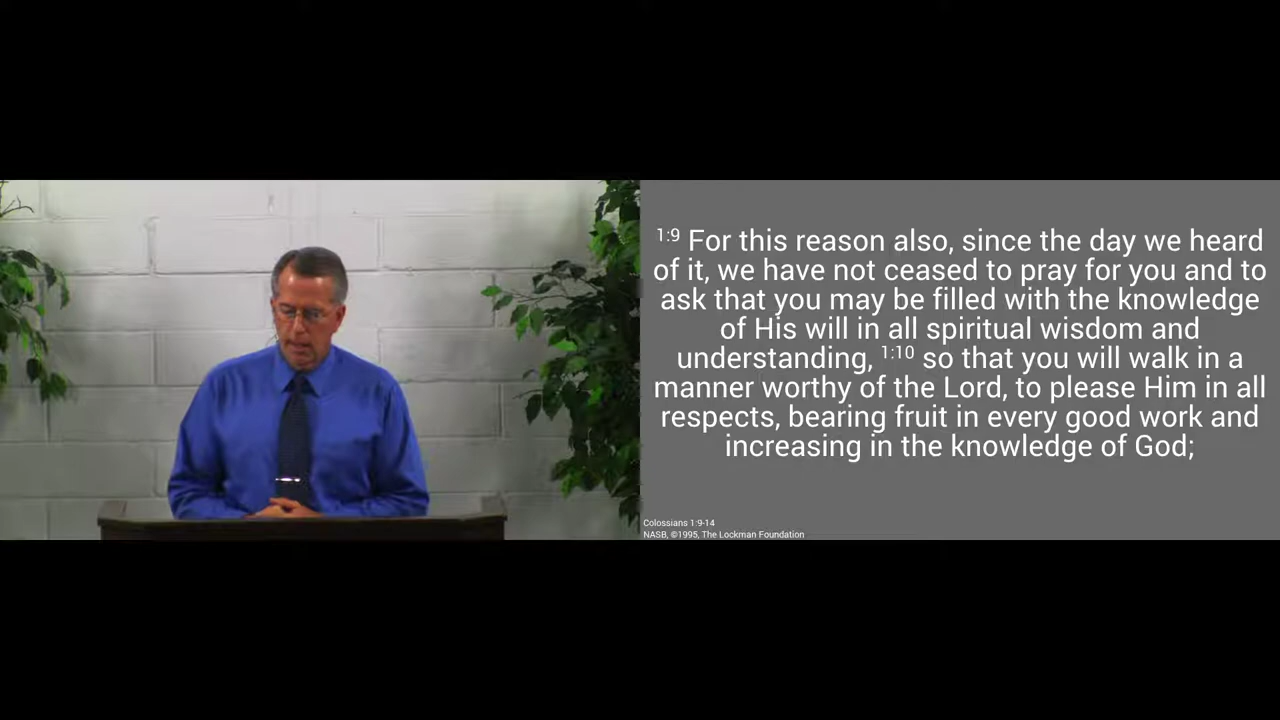 1:9 For this reason also, since the day we heard
of it, we have not ceased to pray for you and to
ask that you may be filled with the knowledge
of His will in all spiritual wisdom and
understanding, 1:10 so that you will walk in a
manner worthy of the Lord, to please Him in all
respects, bearing fruit in every good work and
increasing in the knowledge of God;
Colossians 1:9-14
NASB, ©1995, The Lockman Foundation